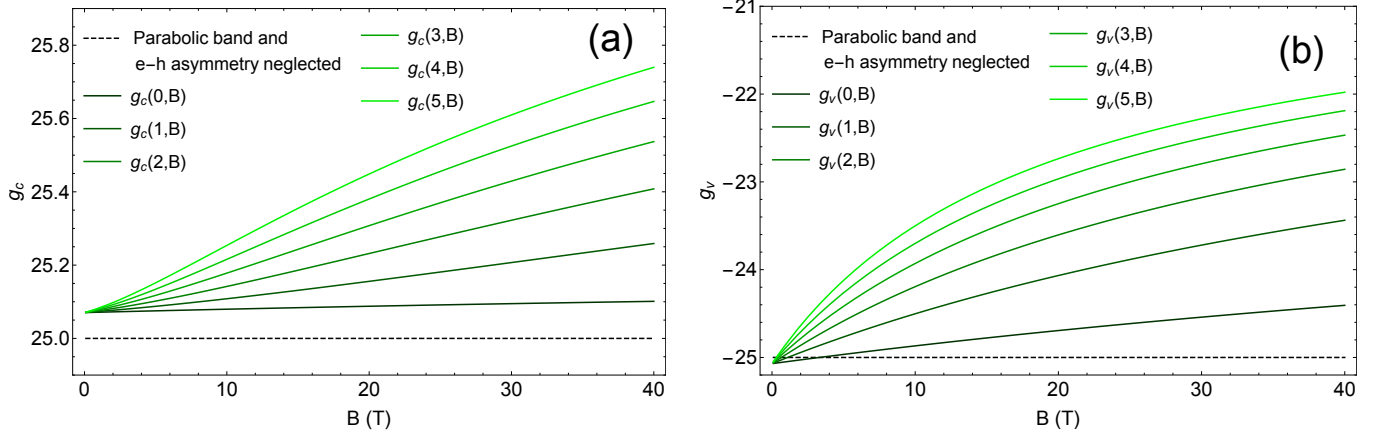 (a)
Parabolic band and
e−h asymmetry neglected
g_c(0,B)
g_c(1,B)
g_c(2,B)
g_c(3,B)
g_c(4,B)
g_c(5,B)
g_c
25.8
25.6
25.4
25.2
25.0
0 10 20 30 40
B (T)
(b)
Parabolic band and
e−h asymmetry neglected
g_v(0,B)
g_v(1,B)
g_v(2,B)
g_v(3,B)
g_v(4,B)
g_v(5,B)
g_v
−21
−22
−23
−24
−25
0 10 20 30 40
B (T)